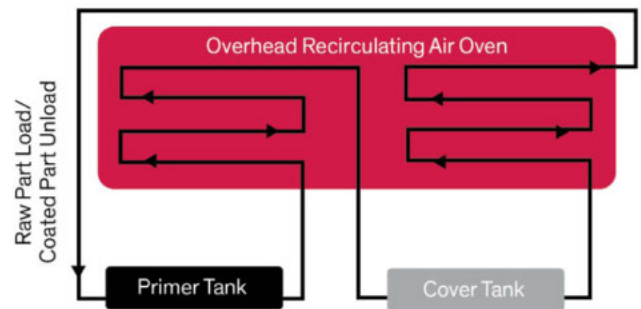 Overhead Recirculating Air Oven
Raw Part Load/
Coated Part Unload
Primer Tank
Cover Tank